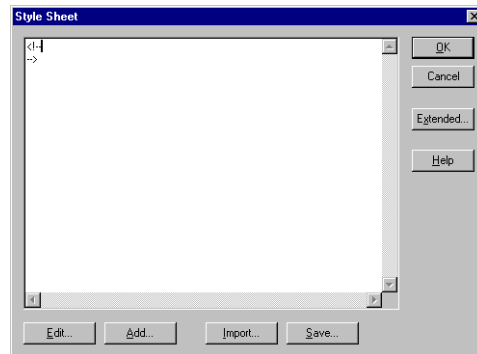 Style Sheet
<!--
-->
OK
Cancel
Extended...
Help
Edit... Add... Import... Save...